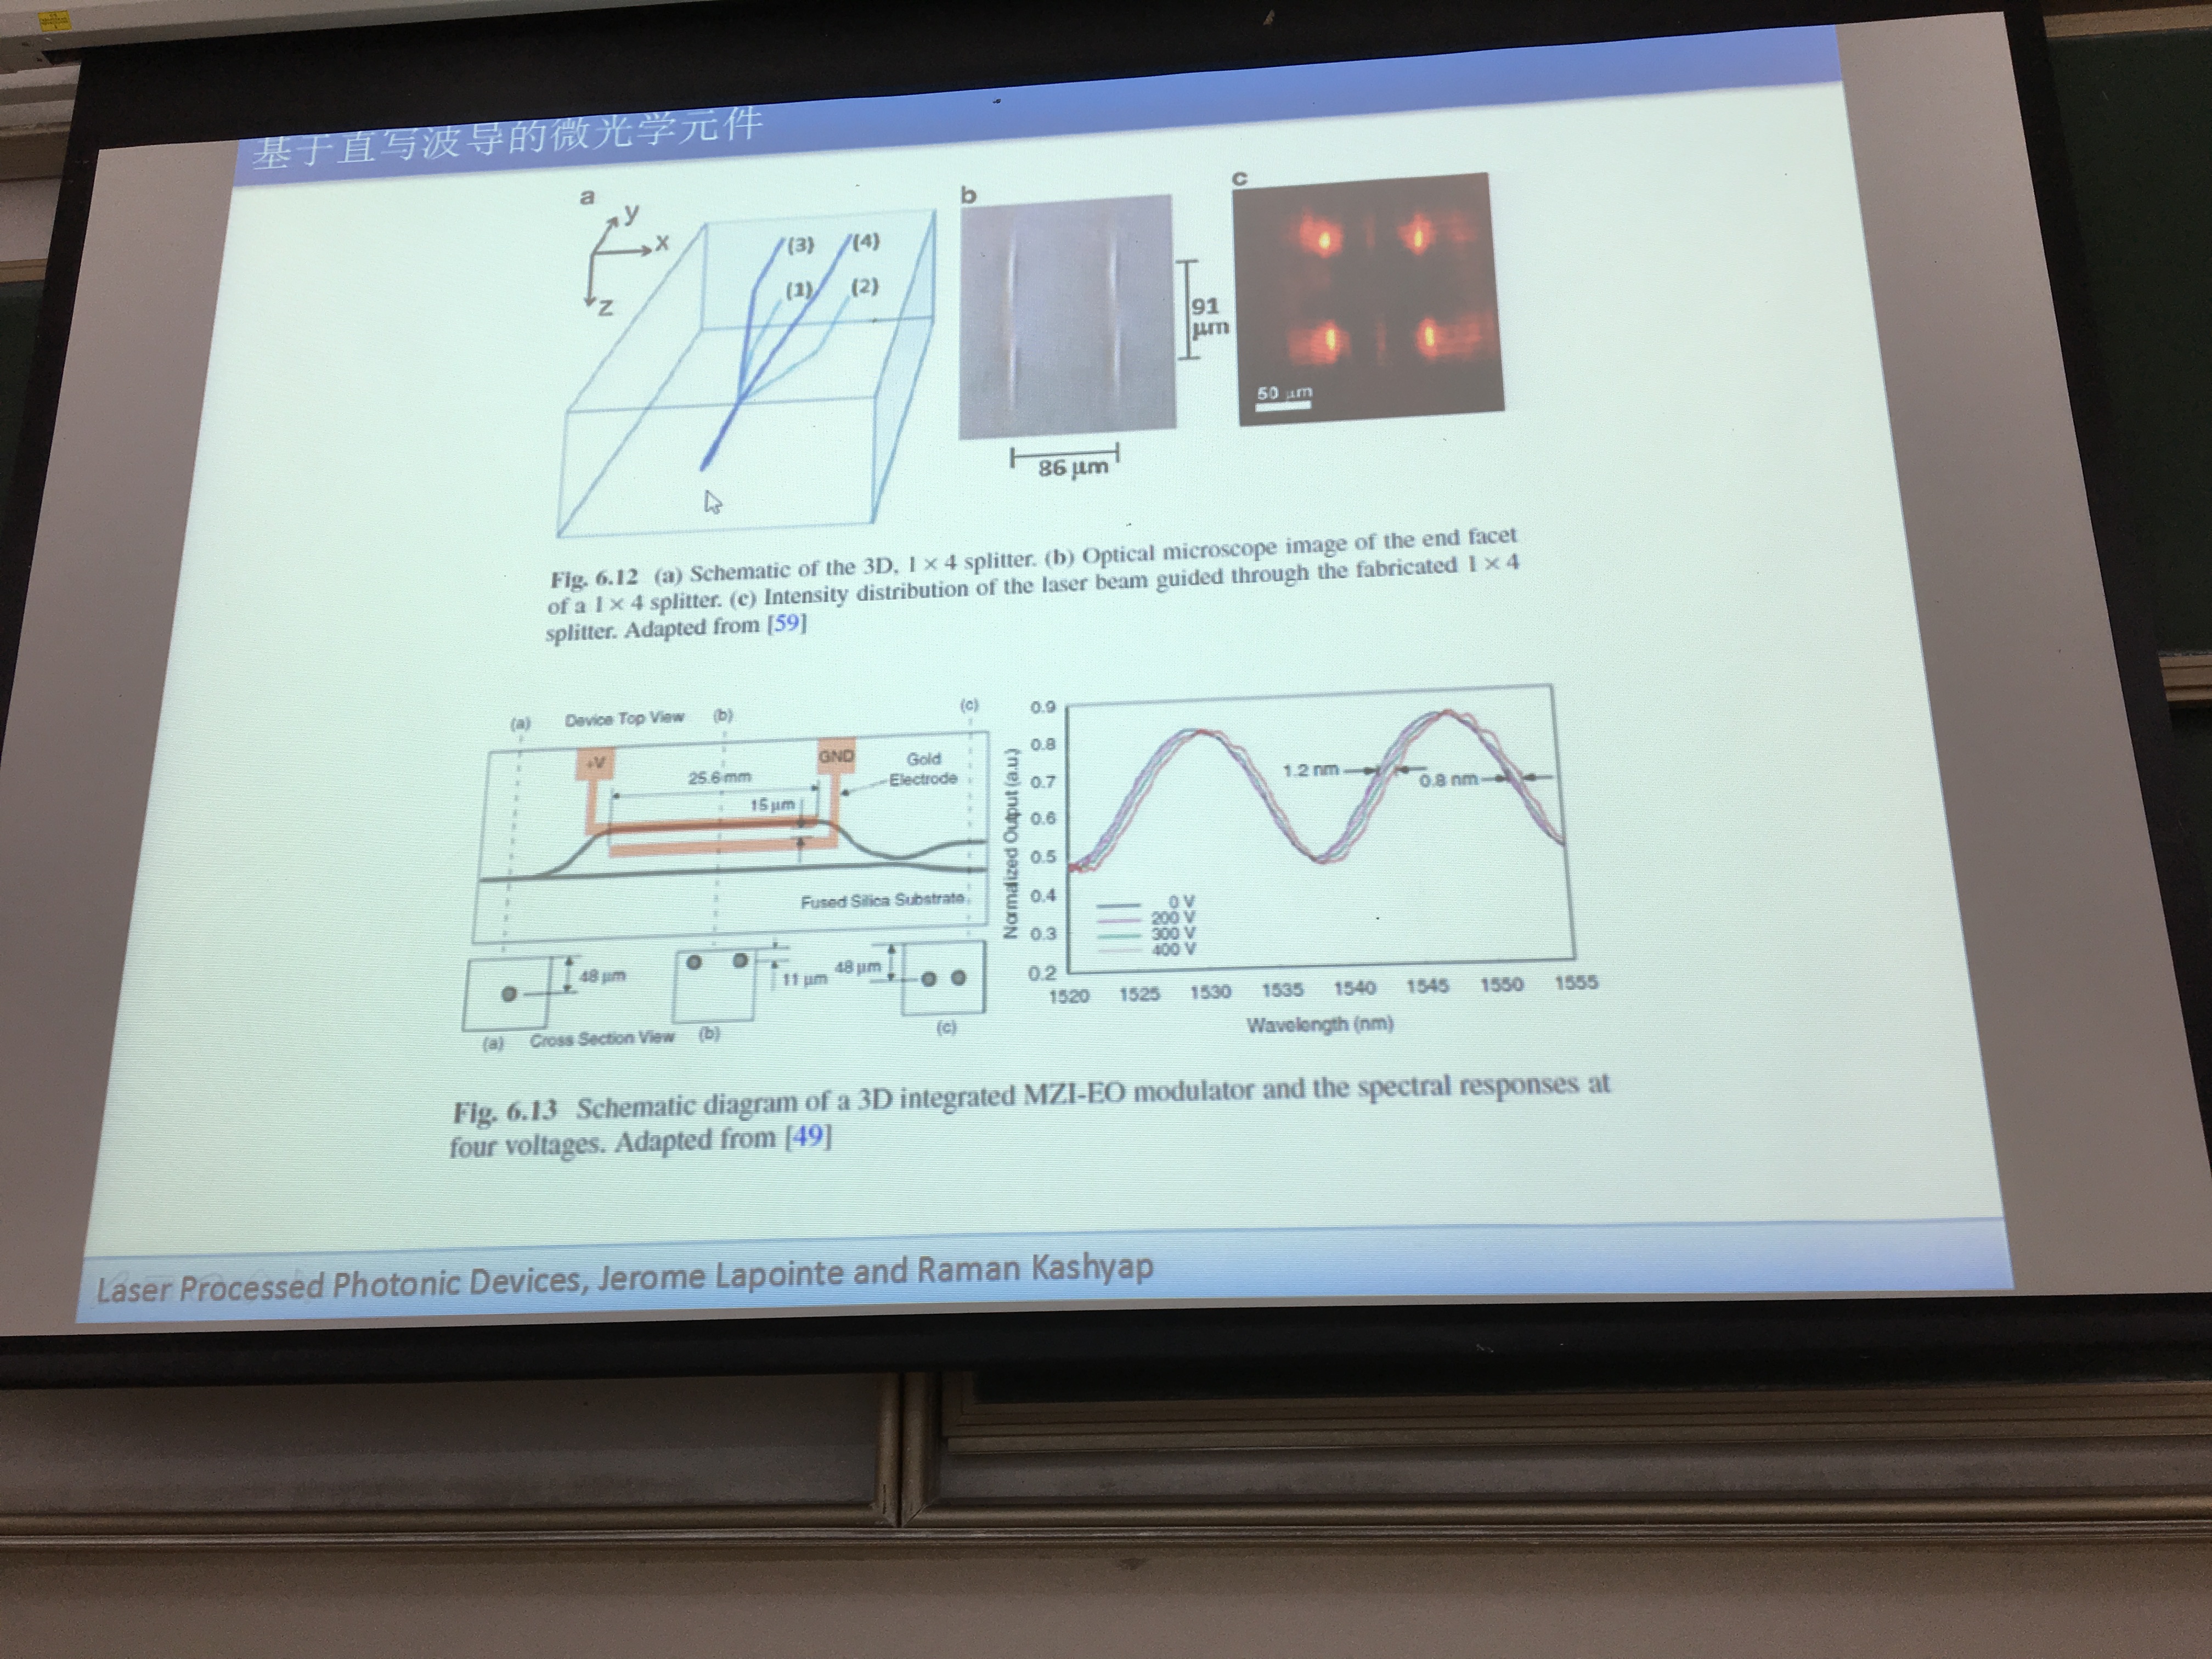 基于直写波导的微光学元件
a
y
x
z
(3)
(4)
(1)
(2)
b
91
μm
86 μm
c
50 μm
Fig. 6.12 (a) Schematic of the 3D, 1 × 4 splitter. (b) Optical microscope image of the end facet
of a 1 × 4 splitter. (c) Intensity distribution of the laser beam guided through the fabricated 1 × 4
splitter. Adapted from [59]
(a)
Device Top View
(b)
(c)
+V
GND
Gold
Electrode
25.6 mm
15 μm
Fused Silica Substrate
48 μm
11 μm
48 μm
(a)
Cross Section View
(b)
(c)
Normalized Output (a.u)
0.9
0.8
0.7
0.6
0.5
0.4
0.3
0.2
1.2 nm
0.8 nm
0 V
200 V
300 V
400 V
1520 1525 1530 1535 1540 1545 1550 1555
Wavelength (nm)
Fig. 6.13 Schematic diagram of a 3D integrated MZI-EO modulator and the spectral responses at
four voltages. Adapted from [49]
Laser Processed Photonic Devices, Jerome Lapointe and Raman Kashyap